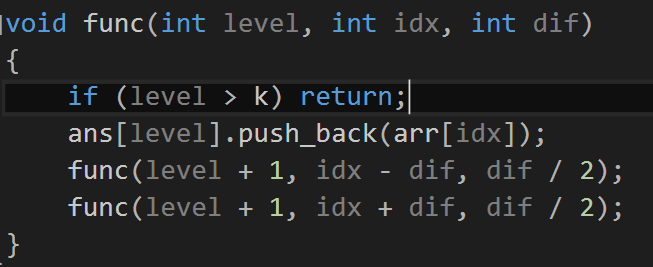 void func(int level, int idx, int dif)
{
    if (level > k) return;
    ans[level].push_back(arr[idx]);
    func(level + 1, idx - dif, dif / 2);
    func(level + 1, idx + dif, dif / 2);
}